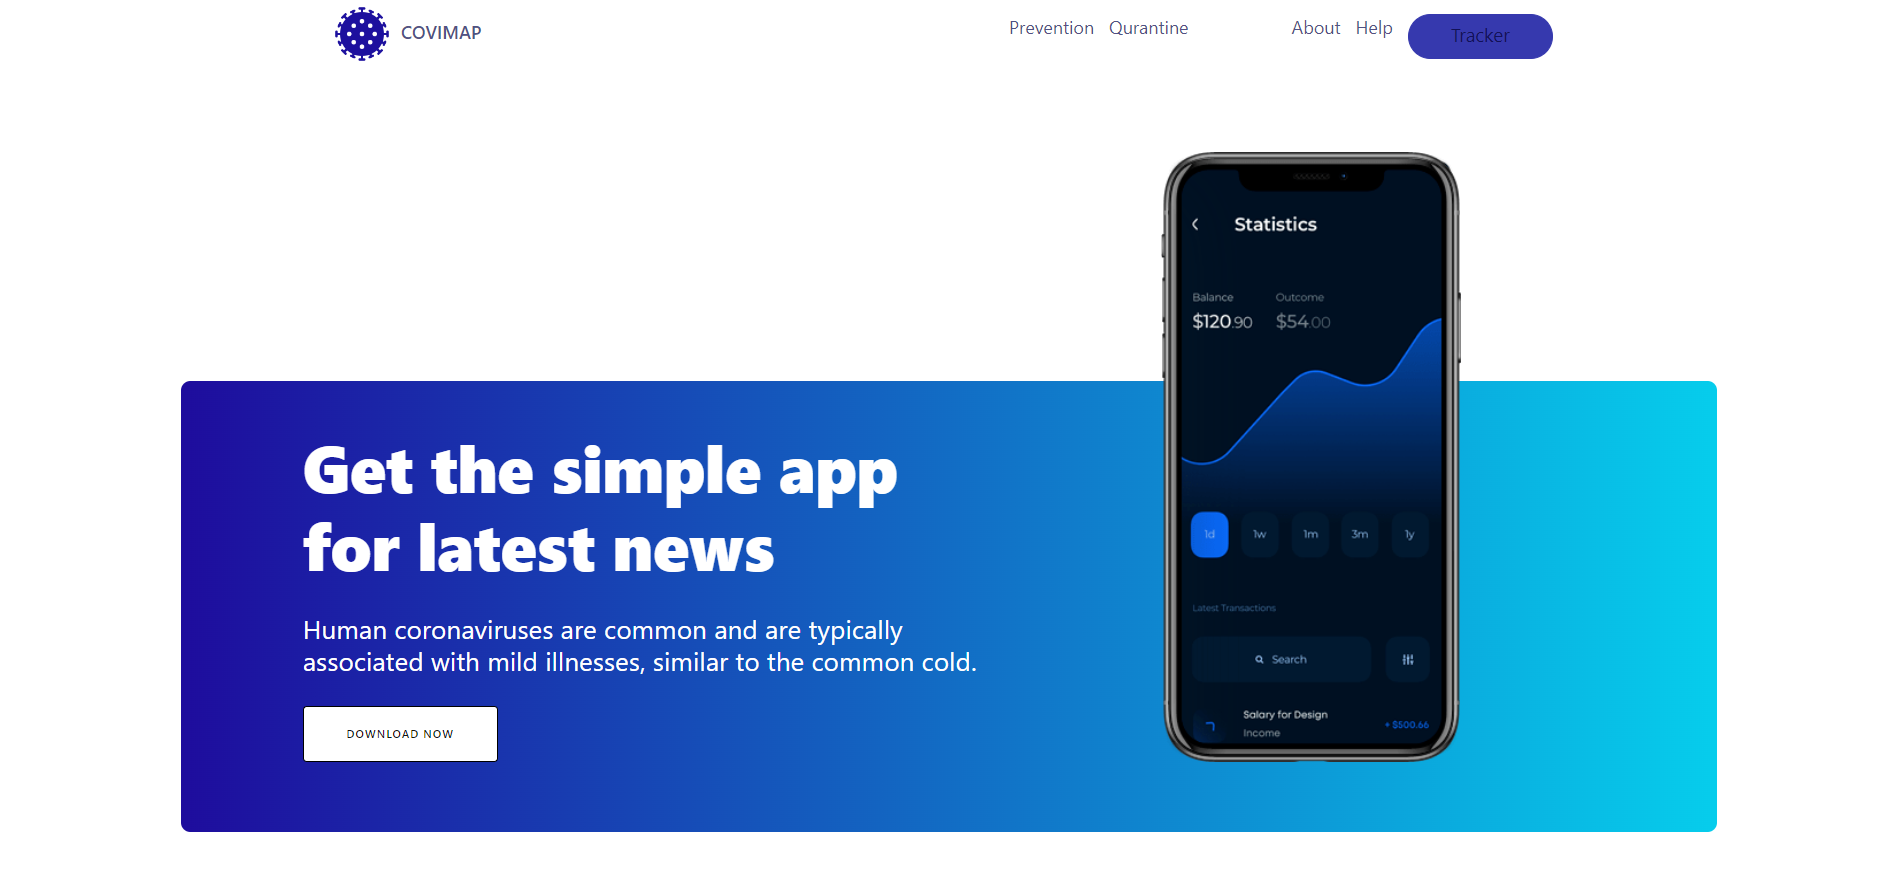 COVIMAP
Prevention Qurantine About Help Tracker
Get the simple app
for latest news
Human coronaviruses are common and are typically
associated with mild illnesses, similar to the common cold.
DOWNLOAD NOW
Statistics
Balance Outcome
$120.90 $54.00
1d 1w 1m 3m 1y
Latest Transactions
Search
Salary for Design
Income
+ $500.66